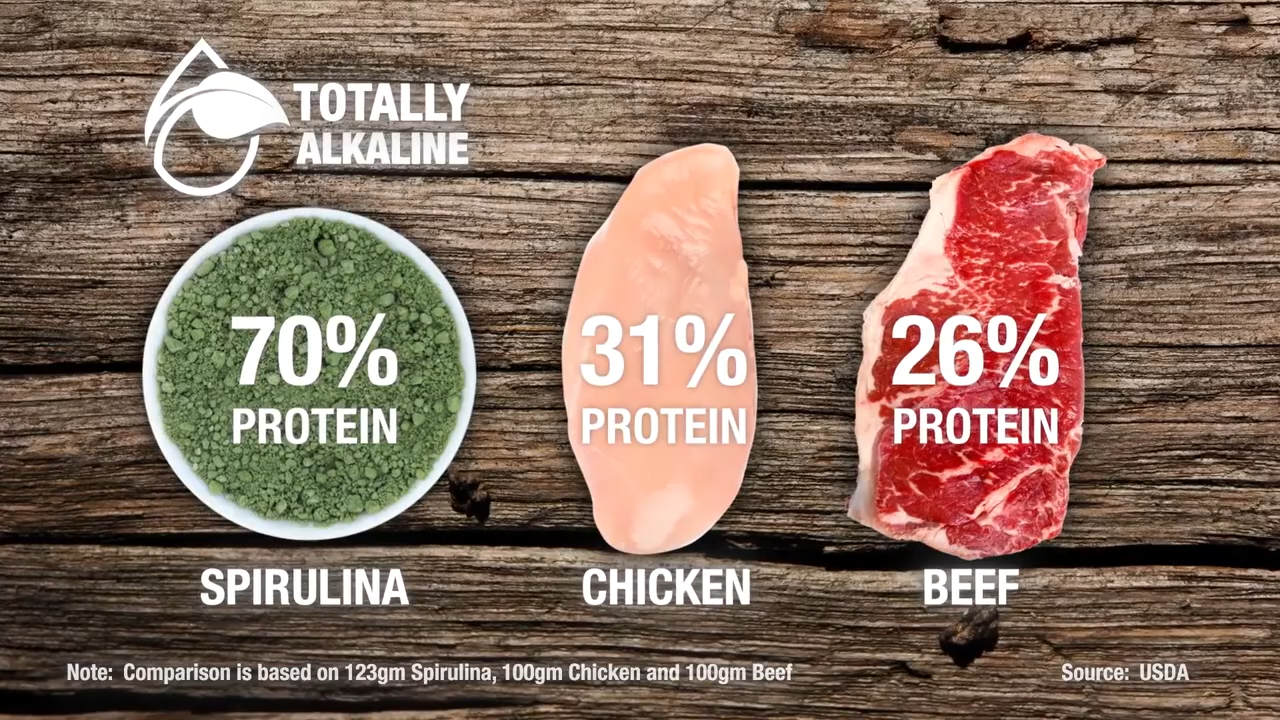 TOTALLY
ALKALINE
70%
PROTEIN
31%
PROTEIN
26%
PROTEIN
SPIRULINA
CHICKEN
BEEF
Note: Comparison is based on 123gm Spirulina, 100gm Chicken and 100gm Beef
Source: USDA